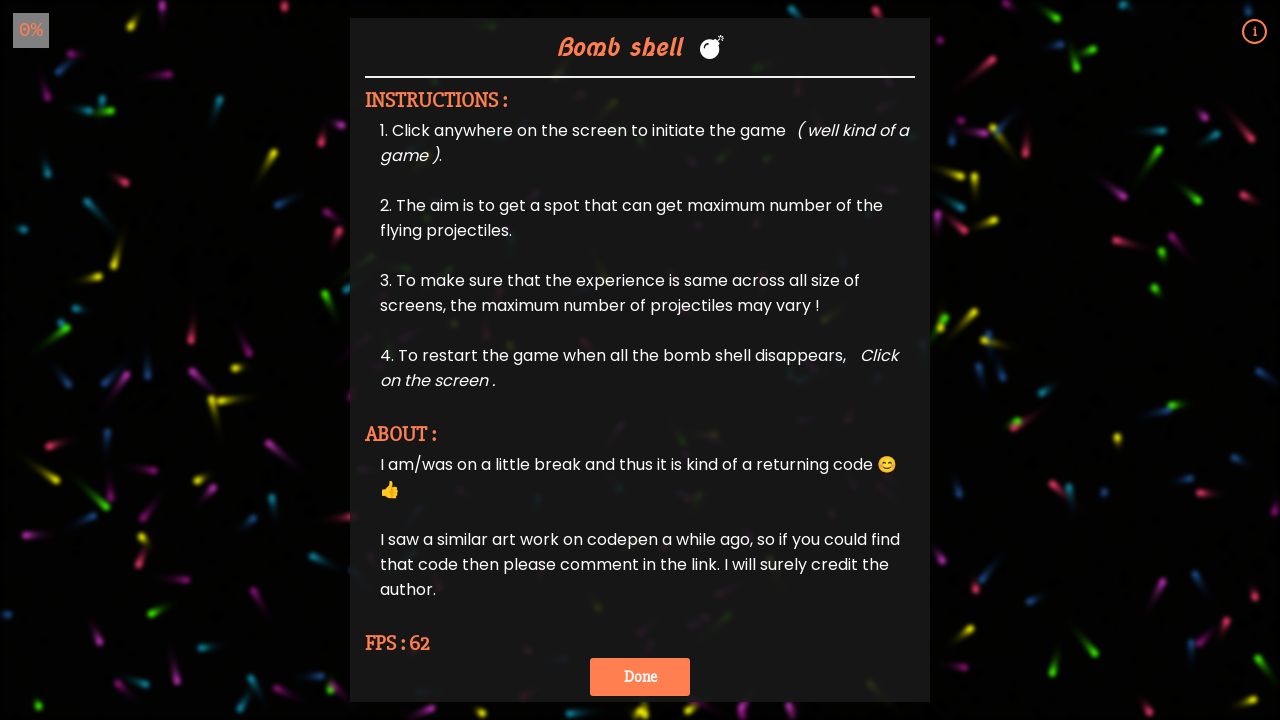 0%
i
Bomb shell 💣
INSTRUCTIONS :
1. Click anywhere on the screen to initiate the game ( well kind of a
game ).
2. The aim is to get a spot that can get maximum number of the
flying projectiles.
3. To make sure that the experience is same across all size of
screens, the maximum number of projectiles may vary !
4. To restart the game when all the bomb shell disappears, Click
on the screen .
ABOUT :
I am/was on a little break and thus it is kind of a returning code 😊
👍
I saw a similar art work on codepen a while ago, so if you could find
that code then please comment in the link. I will surely credit the
author.
FPS : 62
Done